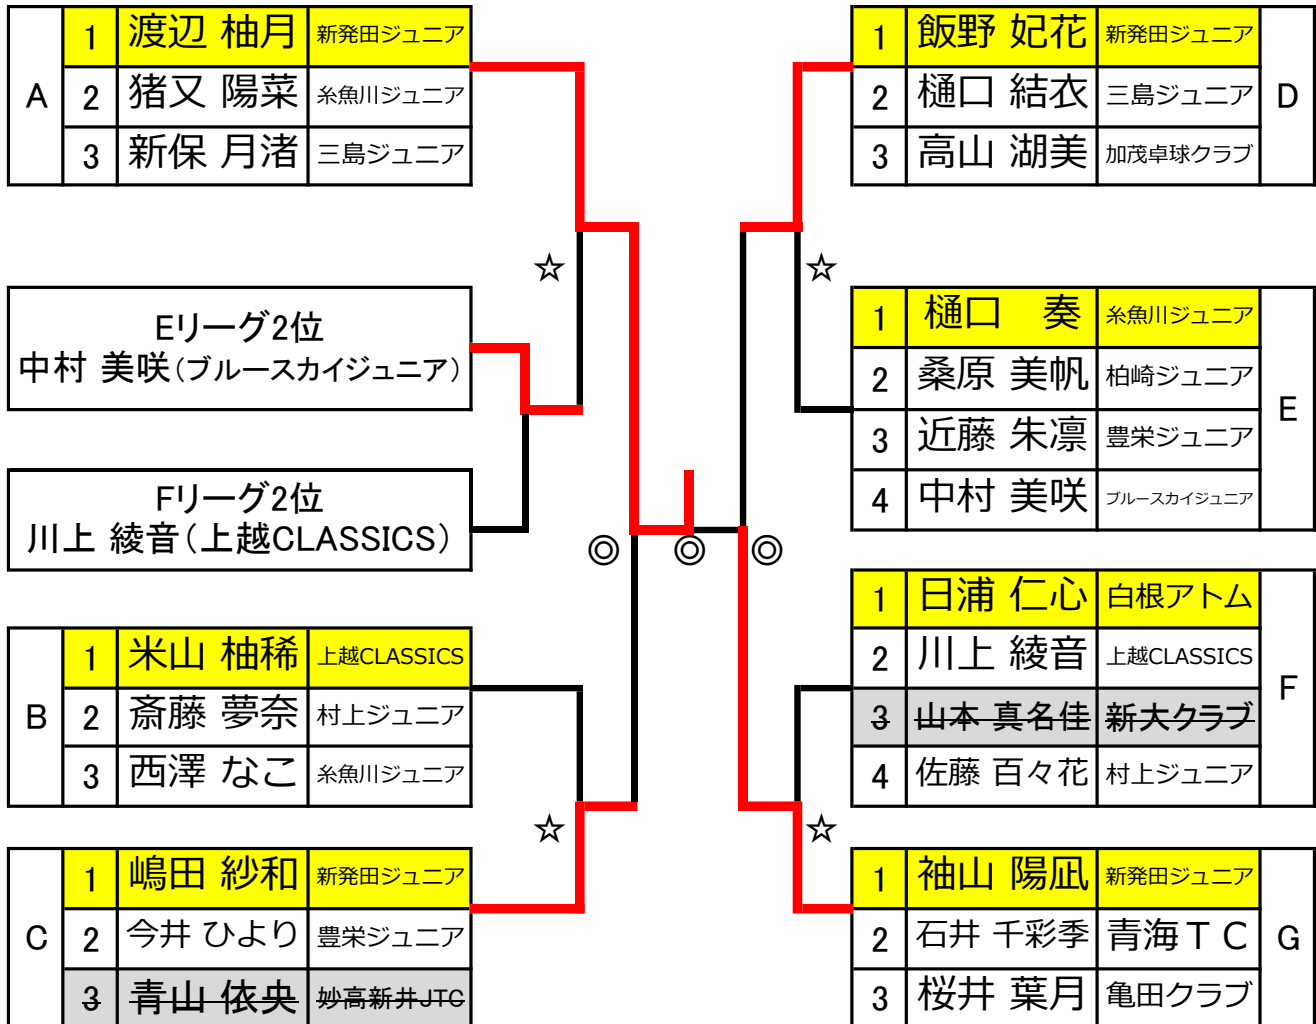 A
1 渡辺 柚月 新発田ジュニア
2 猪又 陽菜 糸魚川ジュニア
3 新保 月渚 三島ジュニア
Eリーグ2位
中村 美咲(ブルースカイジュニア)
Fリーグ2位
川上 綾音(上越CLASSICS)
B
1 米山 柚稀 上越CLASSICS
2 斎藤 夢奈 村上ジュニア
3 西澤 なこ 糸魚川ジュニア
C
1 嶋田 紗和 新発田ジュニア
2 今井 ひより 豊栄ジュニア
3 青山 依央 妙高新井JTC
☆
☆
◎ ◎ ◎
☆
☆
1 飯野 妃花 新発田ジュニア
2 樋口 結衣 三島ジュニア
3 高山 湖美 加茂卓球クラブ
D
1 樋口 奏 糸魚川ジュニア
2 桑原 美帆 柏崎ジュニア
3 近藤 朱凛 豊栄ジュニア
4 中村 美咲 ブルースカイジュニア
E
1 日浦 仁心 白根アトム
2 川上 綾音 上越CLASSICS
3 山本 真名佳 新大クラブ
4 佐藤 百々花 村上ジュニア
F
1 袖山 陽凪 新発田ジュニア
2 石井 千彩季 青海TC
3 桜井 葉月 亀田クラブ
G